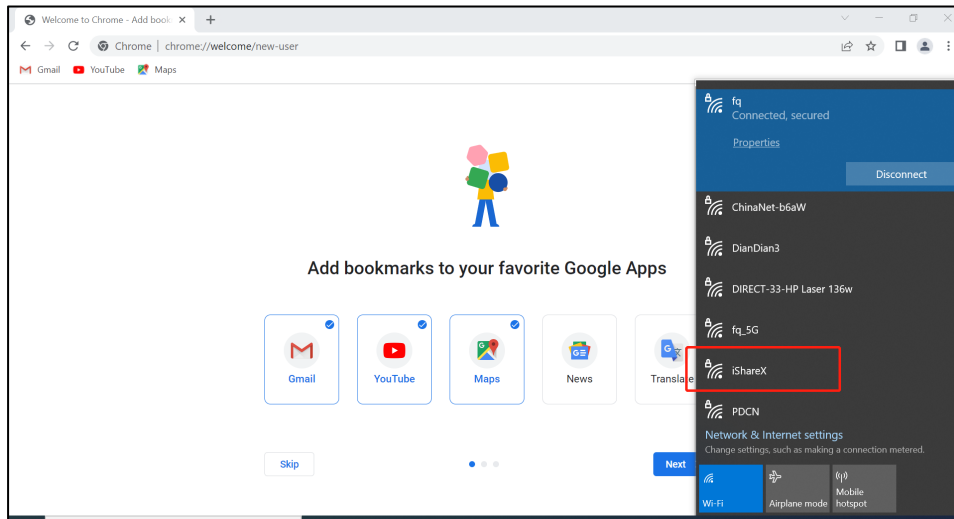 Welcome to Chrome - Add book
Chrome | chrome://welcome/new-user
Gmail YouTube Maps
fq
Connected, secured
Properties
Disconnect
ChinaNet-b6aW
DianDian3
DIRECT-33-HP Laser 136w
fq_5G
iShareX
PDCN
Network & Internet settings
Change settings, such as making a connection metered.
Wi-Fi
Airplane mode
Mobile
hotspot
Add bookmarks to your favorite Google Apps
Gmail
YouTube
Maps
News
Translate
Skip
Next